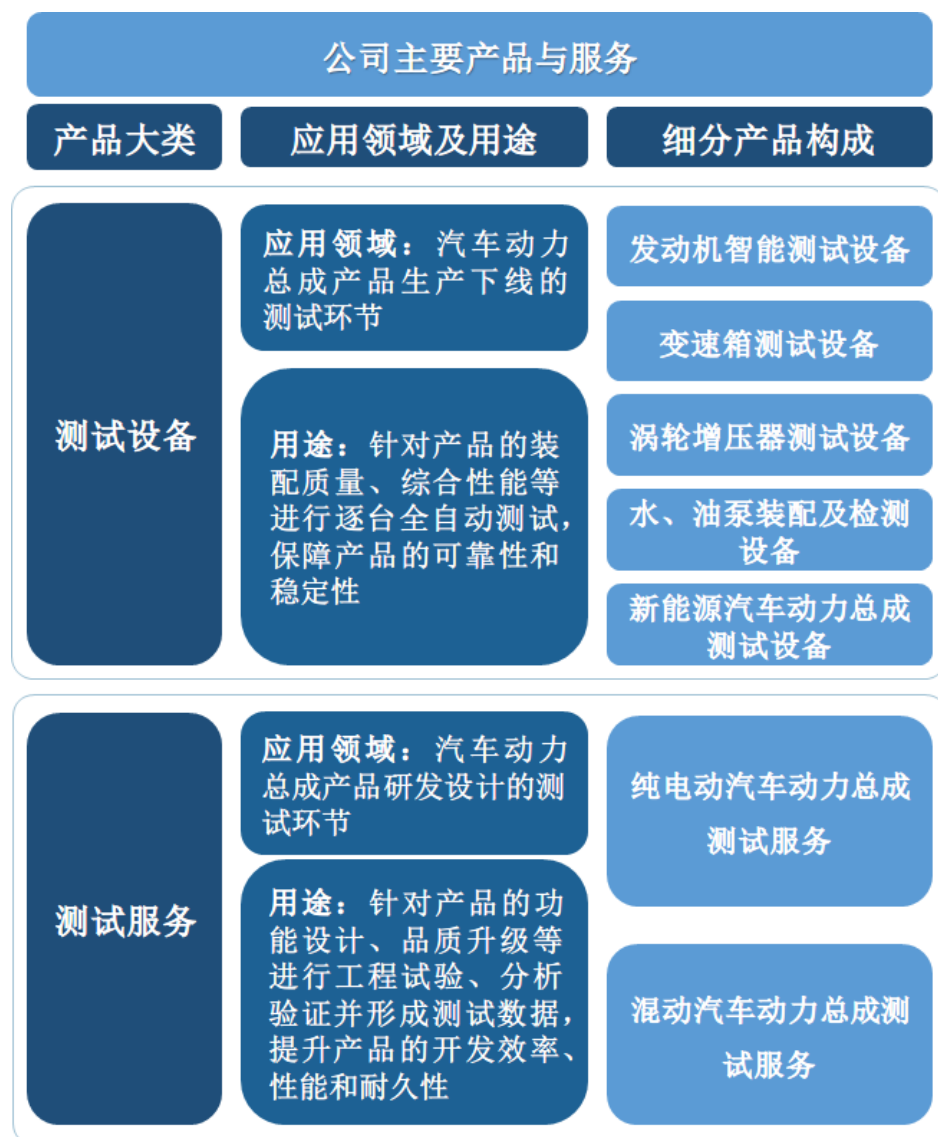 公司主要产品与服务
产品大类
应用领域及用途
细分产品构成
测试设备
应用领域：汽车动力
总成产品生产下线的
测试环节
用途：针对产品的装
配质量、综合性能等
进行逐台全自动测试，
保障产品的可靠性和
稳定性
发动机智能测试设备
变速箱测试设备
涡轮增压器测试设备
水、油泵装配及检测
设备
新能源汽车动力总成
测试设备
测试服务
应用领域：汽车动力
总成产品研发设计的测
试环节
用途：针对产品的功
能设计、品质升级等
进行工程试验、分析
验证并形成测试数据，
提升产品的开发效率、
性能和耐久性
纯电动汽车动力总成
测试服务
混动汽车动力总成测
试服务